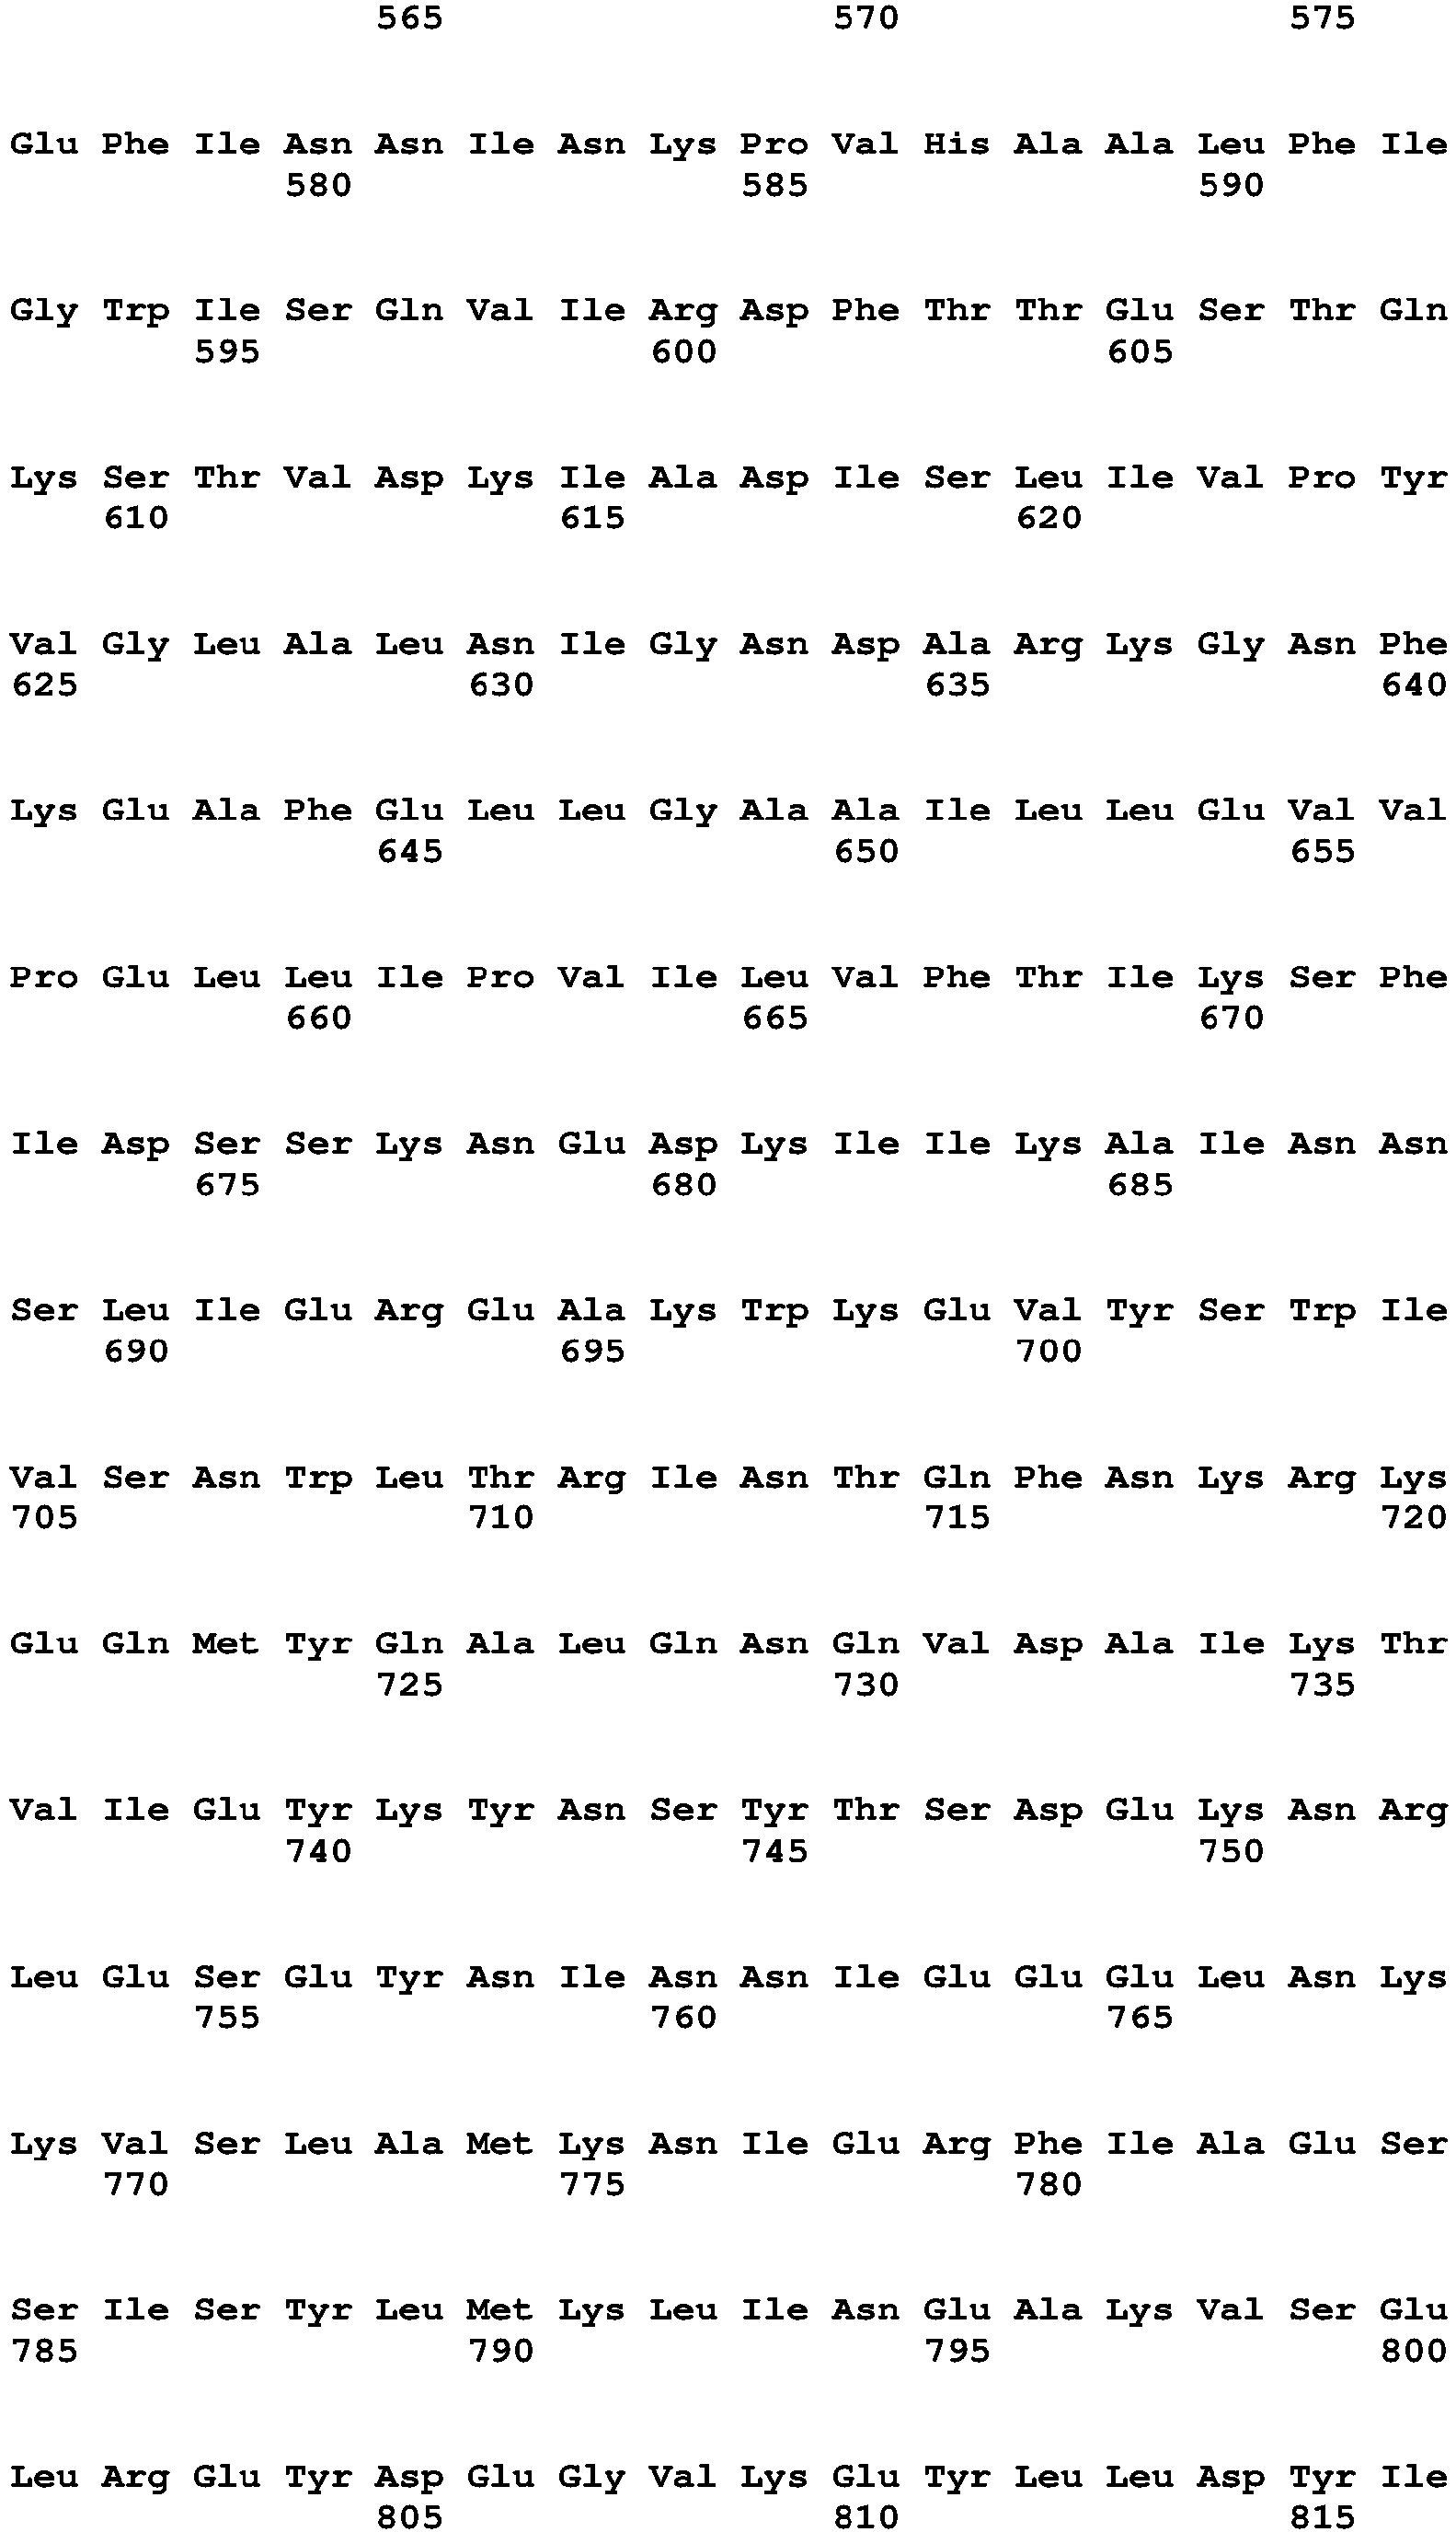 565 570 575
Glu Phe Ile Asn Asn Ile Asn Lys Pro Val His Ala Ala Leu Phe Ile
580 585 590
Gly Trp Ile Ser Gln Val Ile Arg Asp Phe Thr Thr Glu Ser Thr Gln
595 600 605
Lys Ser Thr Val Asp Lys Ile Ala Asp Ile Ser Leu Ile Val Pro Tyr
610 615 620
Val Gly Leu Ala Leu Asn Ile Gly Asn Asp Ala Arg Lys Gly Asn Phe
625 630 635 640
Lys Glu Ala Phe Glu Leu Leu Gly Ala Ala Ile Leu Leu Glu Val Val
645 650 655
Pro Glu Leu Leu Ile Pro Val Ile Leu Val Phe Thr Ile Lys Ser Phe
660 665 670
Ile Asp Ser Ser Lys Asn Glu Asp Lys Ile Ile Lys Ala Ile Asn Asn
675 680 685
Ser Leu Ile Glu Arg Glu Ala Lys Trp Lys Glu Val Tyr Ser Trp Ile
690 695 700
Val Ser Asn Trp Leu Thr Arg Ile Asn Thr Gln Phe Asn Lys Arg Lys
705 710 715 720
Glu Gln Met Tyr Gln Ala Leu Gln Asn Gln Val Asp Ala Ile Lys Thr
725 730 735
Val Ile Glu Tyr Lys Tyr Asn Ser Tyr Thr Ser Asp Glu Lys Asn Arg
740 745 750
Leu Glu Ser Glu Tyr Asn Ile Asn Asn Ile Glu Glu Glu Leu Asn Lys
755 760 765
Lys Val Ser Leu Ala Met Lys Asn Ile Glu Arg Phe Ile Ala Glu Ser
770 775 780
Ser Ile Ser Tyr Leu Met Lys Leu Ile Asn Glu Ala Lys Val Ser Glu
785 790 795 800
Leu Arg Glu Tyr Asp Glu Gly Val Lys Glu Tyr Leu Leu Asp Tyr Ile
805 810 815